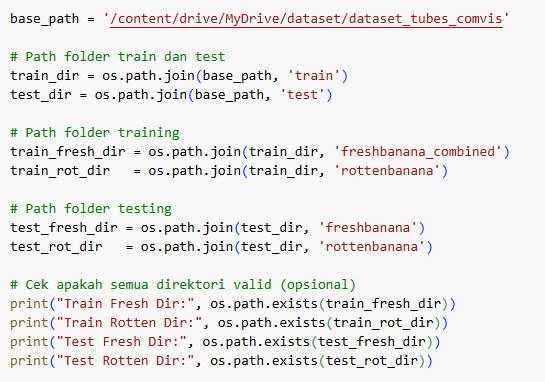 base_path = '/content/drive/MyDrive/dataset/dataset_tubes_comvis'
# Path folder train dan test
train_dir = os.path.join(base_path, 'train')
test_dir = os.path.join(base_path, 'test')
# Path folder training
train_fresh_dir = os.path.join(train_dir, 'freshbanana_combined')
train_rot_dir   = os.path.join(train_dir, 'rottenbanana')
# Path folder testing
test_fresh_dir = os.path.join(test_dir, 'freshbanana')
test_rot_dir   = os.path.join(test_dir, 'rottenbanana')
# Cek apakah semua direktori valid (opsional)
print("Train Fresh Dir:", os.path.exists(train_fresh_dir))
print("Train Rotten Dir:", os.path.exists(train_rot_dir))
print("Test Fresh Dir:", os.path.exists(test_fresh_dir))
print("Test Rotten Dir:", os.path.exists(test_rot_dir))